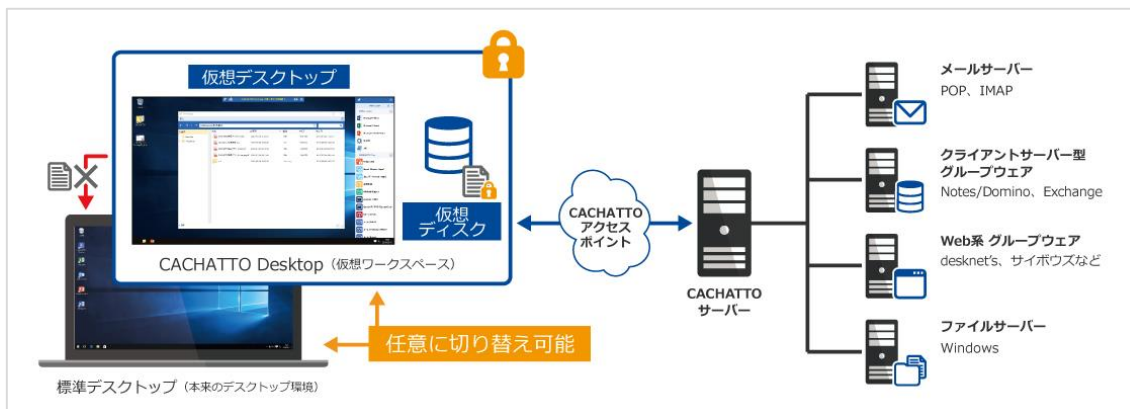 仮想デスクトップ
仮想
ディスク
CACHATTO Desktop（仮想ワークスペース）
標準デスクトップ（本来のデスクトップ環境）
任意に切り替え可能
CACHATTO
アクセス
ポイント
CACHATTO
サーバー
メールサーバー
POP、IMAP
クライアントサーバー型
グループウェア
Notes/Domino、Exchange
Web系 グループウェア
desknet’s、サイボウズなど
ファイルサーバー
Windows